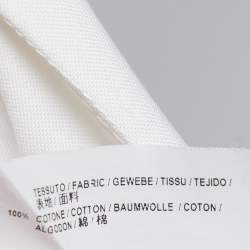 TESSUTO / FABRIC / GEWEBE / TISSU / TEJIDO /
表地 / 面料
100% COTONE / COTTON / BAUMWOLLE / COTON /
ALGODON / 綿 / 棉